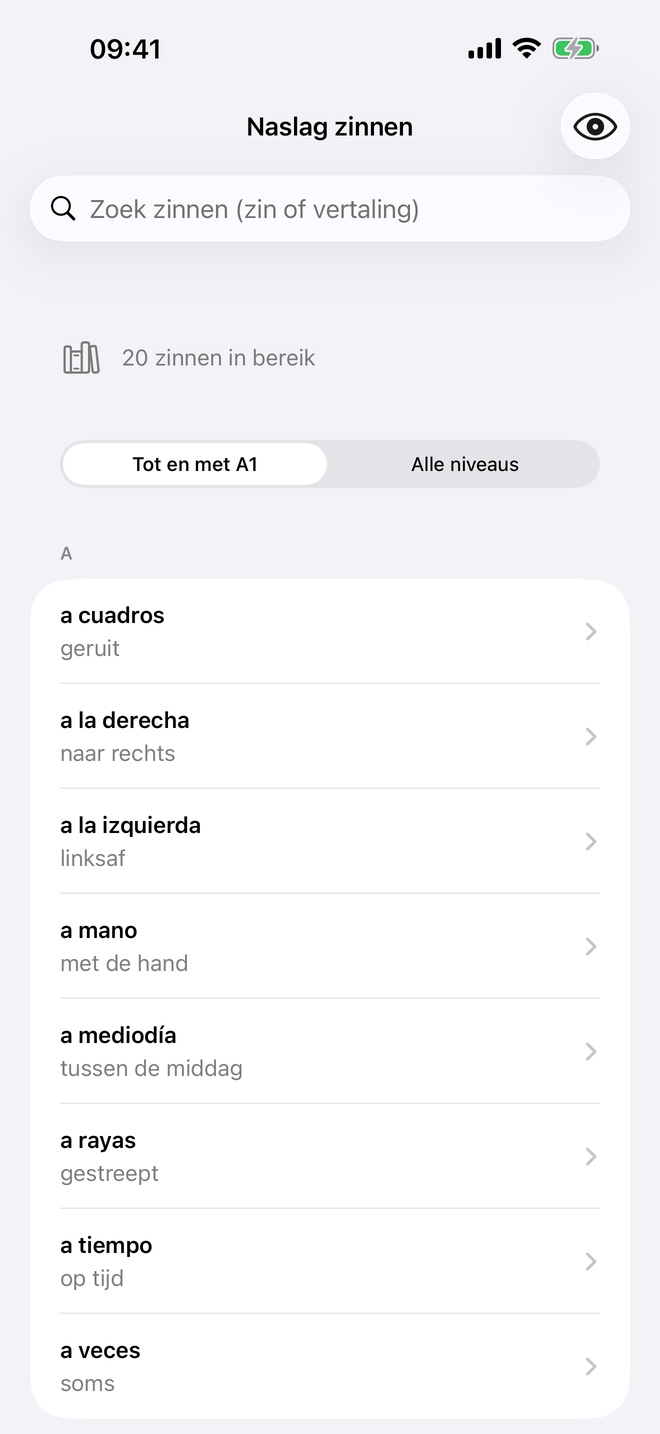 09:41
Naslag zinnen
Zoek zinnen (zin of vertaling)
20 zinnen in bereik
Tot en met A1
Alle niveaus
A
a cuadros
geruit
a la derecha
naar rechts
a la izquierda
linksaf
a mano
met de hand
a mediodía
tussen de middag
a rayas
gestreept
a tiempo
op tijd
a veces
soms